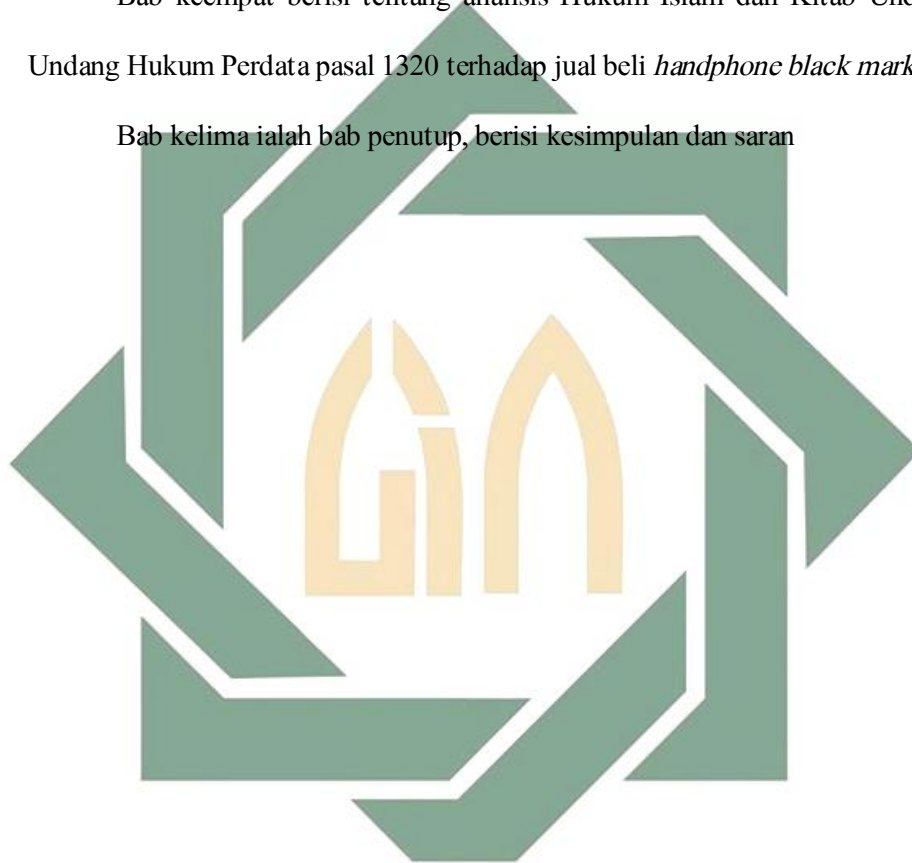 Bab keempat berisi tentang analisis Hukum Islam dan Kitab
Undang Hukum Perdata pasal 1320 terhadap jual beli handphone black
Bab kelima ialah bab penutup, berisi kesimpulan dan saran